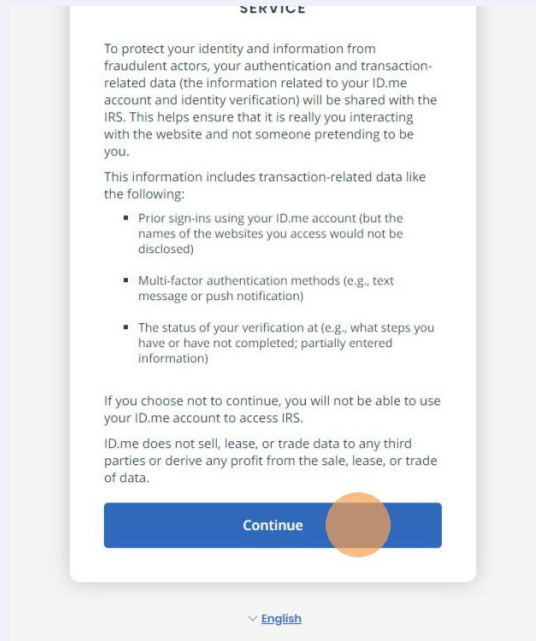 SERVICE
To protect your identity and information from
fraudulent actors, your authentication and transaction-
related data (the information related to your ID.me
account and identity verification) will be shared with the
IRS. This helps ensure that it is really you interacting
with the website and not someone pretending to be
you.
This information includes transaction-related data like
the following:
▪ Prior sign-ins using your ID.me account (but the
names of the websites you access would not be
disclosed)
▪ Multi-factor authentication methods (e.g., text
message or push notification)
▪ The status of your verification at (e.g., what steps you
have or have not completed; partially entered
information)
If you choose not to continue, you will not be able to use
your ID.me account to access IRS.
ID.me does not sell, lease, or trade data to any third
parties or derive any profit from the sale, lease, or trade
of data.
Continue
English